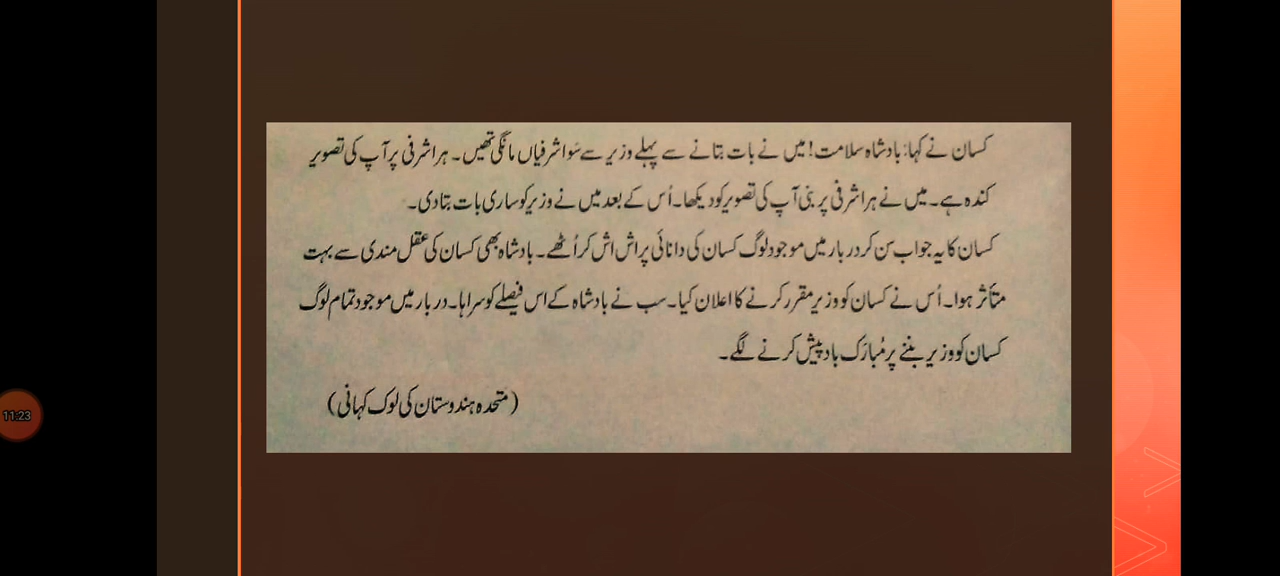 کسان نے کہا: بادشاہ سلامت! میں نے بات بتانے سے پہلے وزیر سے سَو اشرفیاں مانگی تھیں۔ ہر اشرفی پر آپ کی تصویر
کندہ ہے۔ میں نے ہر اشرفی پر بنی آپ کی تصویر کو دیکھا۔ اُس کے بعد میں نے وزیر کو ساری بات بتا دی۔
کسان کا یہ جواب سن کر دربار میں موجود لوگ کسان کی دانائی پر اش اش کر اُٹھے۔ بادشاہ بھی کسان کی عقل مندی سے بہت
متأثر ہوا۔ اُس نے کسان کو وزیر مقرر کرنے کا اعلان کیا۔ سب نے بادشاہ کے اس فیصلے کو سراہا۔ دربار میں موجود تمام لوگ
کسان کو وزیر بننے پر مُبارَک باد پیش کرنے لگے۔
(متحدہ ہندوستان کی لوک کہانی)
11:23